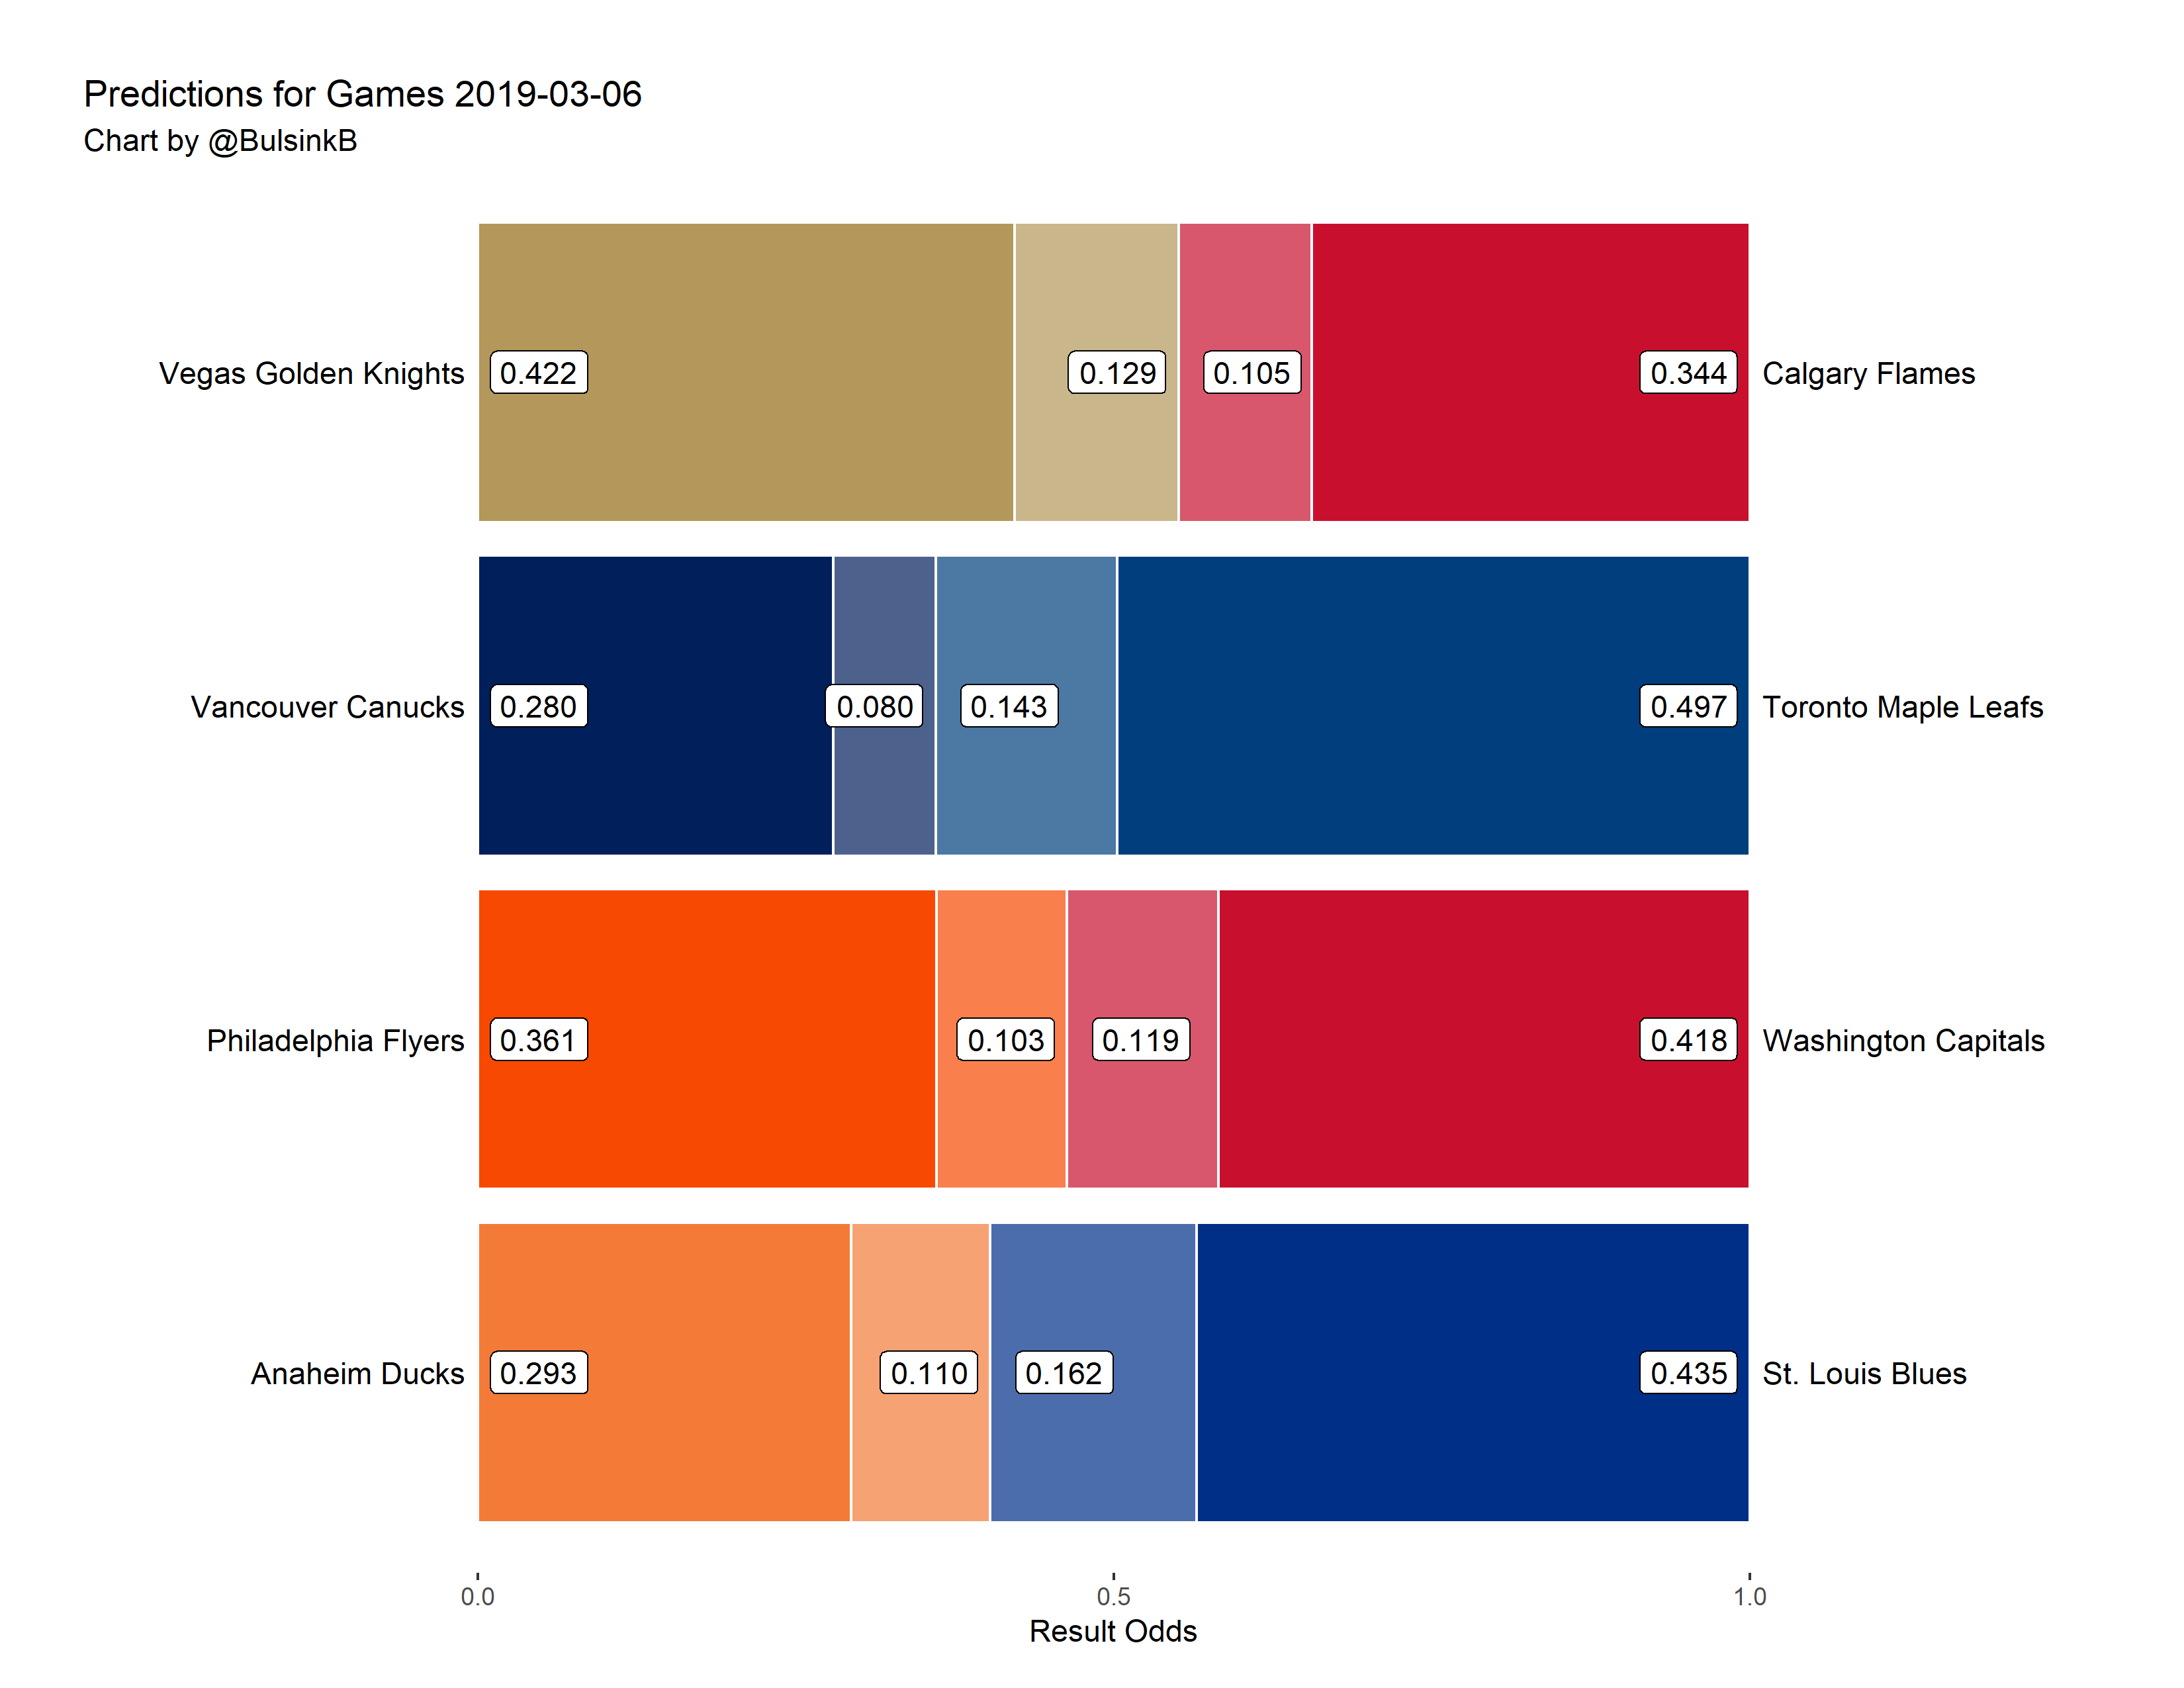 Predictions for Games 2019-03-06
Chart by @BulsinkB
Vegas Golden Knights 0.422 0.129 0.105 0.344 Calgary Flames
Vancouver Canucks 0.280 0.080 0.143 0.497 Toronto Maple Leafs
Philadelphia Flyers 0.361 0.103 0.119 0.418 Washington Capitals
Anaheim Ducks 0.293 0.110 0.162 0.435 St. Louis Blues
0.0 0.5 1.0
Result Odds